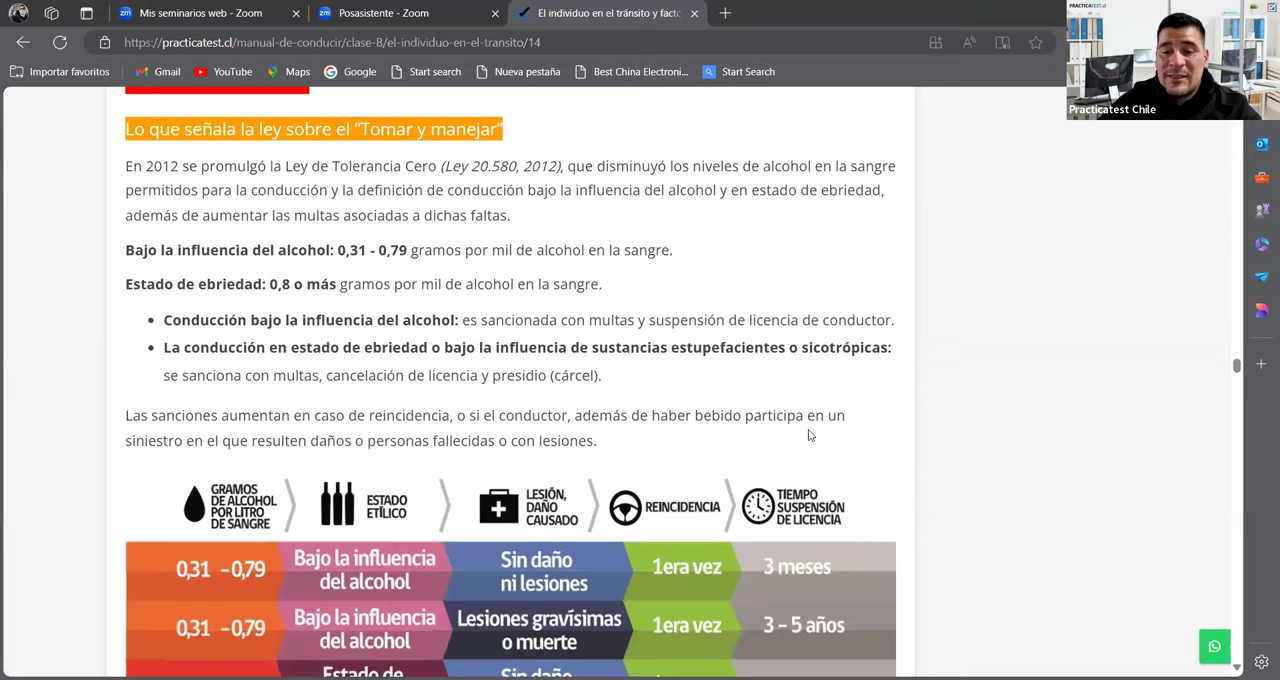 Mis seminarios web - Zoom
Posasistente - Zoom
El individuo en el tránsito y facto
https://practicatest.cl/manual-de-conducir/clase-B/el-individuo-en-el-transito/14
Importar favoritos
Gmail
YouTube
Maps
Google
Start search
Nueva pestaña
Best China Electroni...
Start Search
PRACTICATEST.cl
Practicatest Chile
Lo que señala la ley sobre el “Tomar y manejar”
En 2012 se promulgó la Ley de Tolerancia Cero (Ley 20.580, 2012), que disminuyó los niveles de alcohol en la sangre
permitidos para la conducción y la definición de conducción bajo la influencia del alcohol y en estado de ebriedad,
además de aumentar las multas asociadas a dichas faltas.
Bajo la influencia del alcohol: 0,31 - 0,79 gramos por mil de alcohol en la sangre.
Estado de ebriedad: 0,8 o más gramos por mil de alcohol en la sangre.
• Conducción bajo la influencia del alcohol: es sancionada con multas y suspensión de licencia de conductor.
• La conducción en estado de ebriedad o bajo la influencia de sustancias estupefacientes o sicotrópicas:
se sanciona con multas, cancelación de licencia y presidio (cárcel).
Las sanciones aumentan en caso de reincidencia, o si el conductor, además de haber bebido participa en un
siniestro en el que resulten daños o personas fallecidas o con lesiones.
GRAMOS
DE ALCOHOL
POR LITRO
DE SANGRE
ESTADO
ETÍLICO
LESIÓN,
DAÑO
CAUSADO
REINCIDENCIA
TIEMPO
SUSPENSIÓN
DE LICENCIA
0,31 - 0,79
Bajo la influencia
del alcohol
Sin daño
ni lesiones
1era vez
3 meses
0,31 - 0,79
Bajo la influencia
del alcohol
Lesiones gravísimas
o muerte
1era vez
3 - 5 años
Estado de
Sin daño